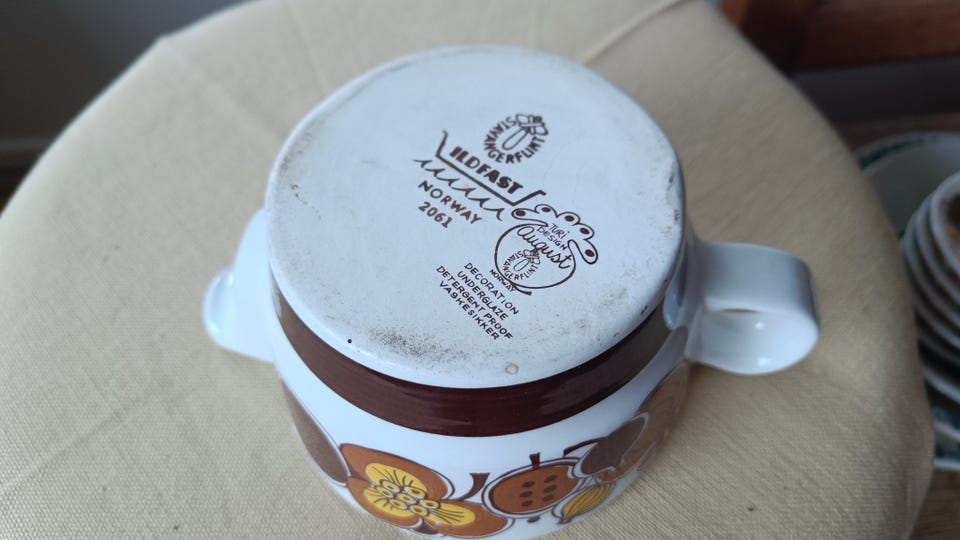 STAVANGERFLINT
ILDFAST
NORWAY
2061
TURI
DESIGN
August
STAVANGERFLINT
NORWAY
DECORATION
UNDERGLAZE
DETERGENT PROOF
VASKESIKKER